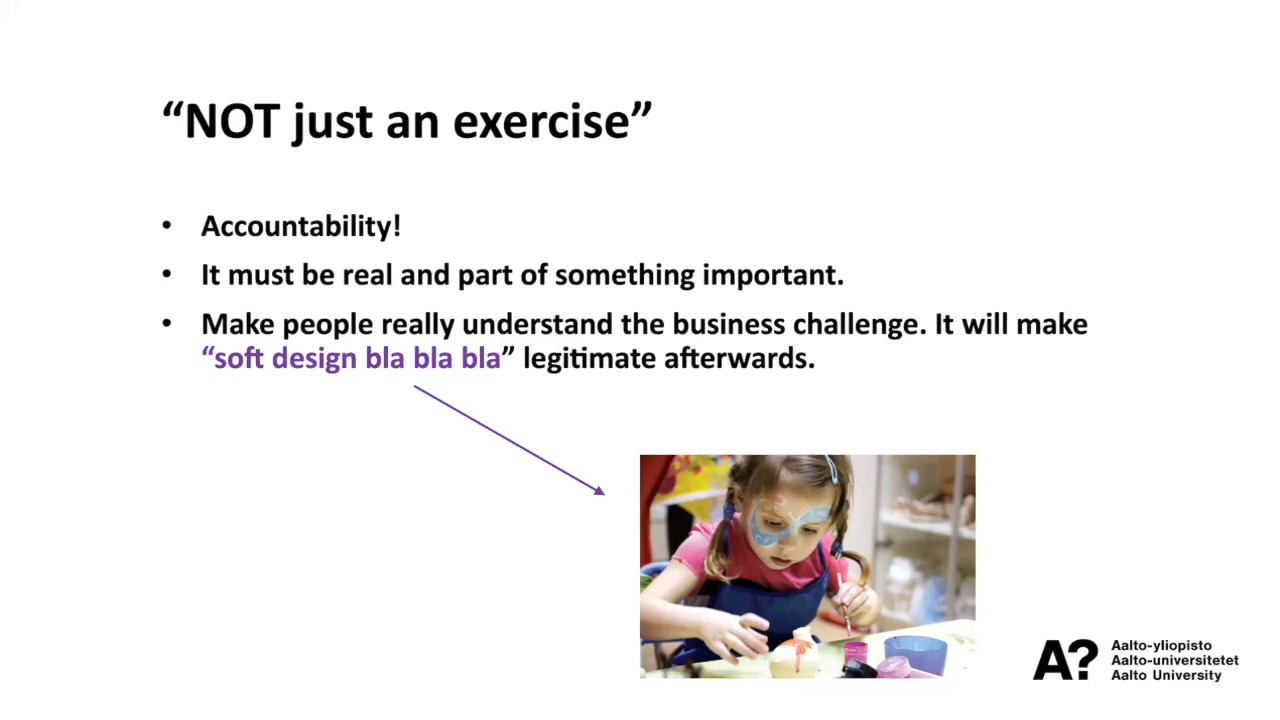 “NOT just an exercise”
• Accountability!
• It must be real and part of something important.
• Make people really understand the business challenge. It will make
“soft design bla bla bla” legitimate afterwards.
A?
Aalto-yliopisto
Aalto-universitetet
Aalto University